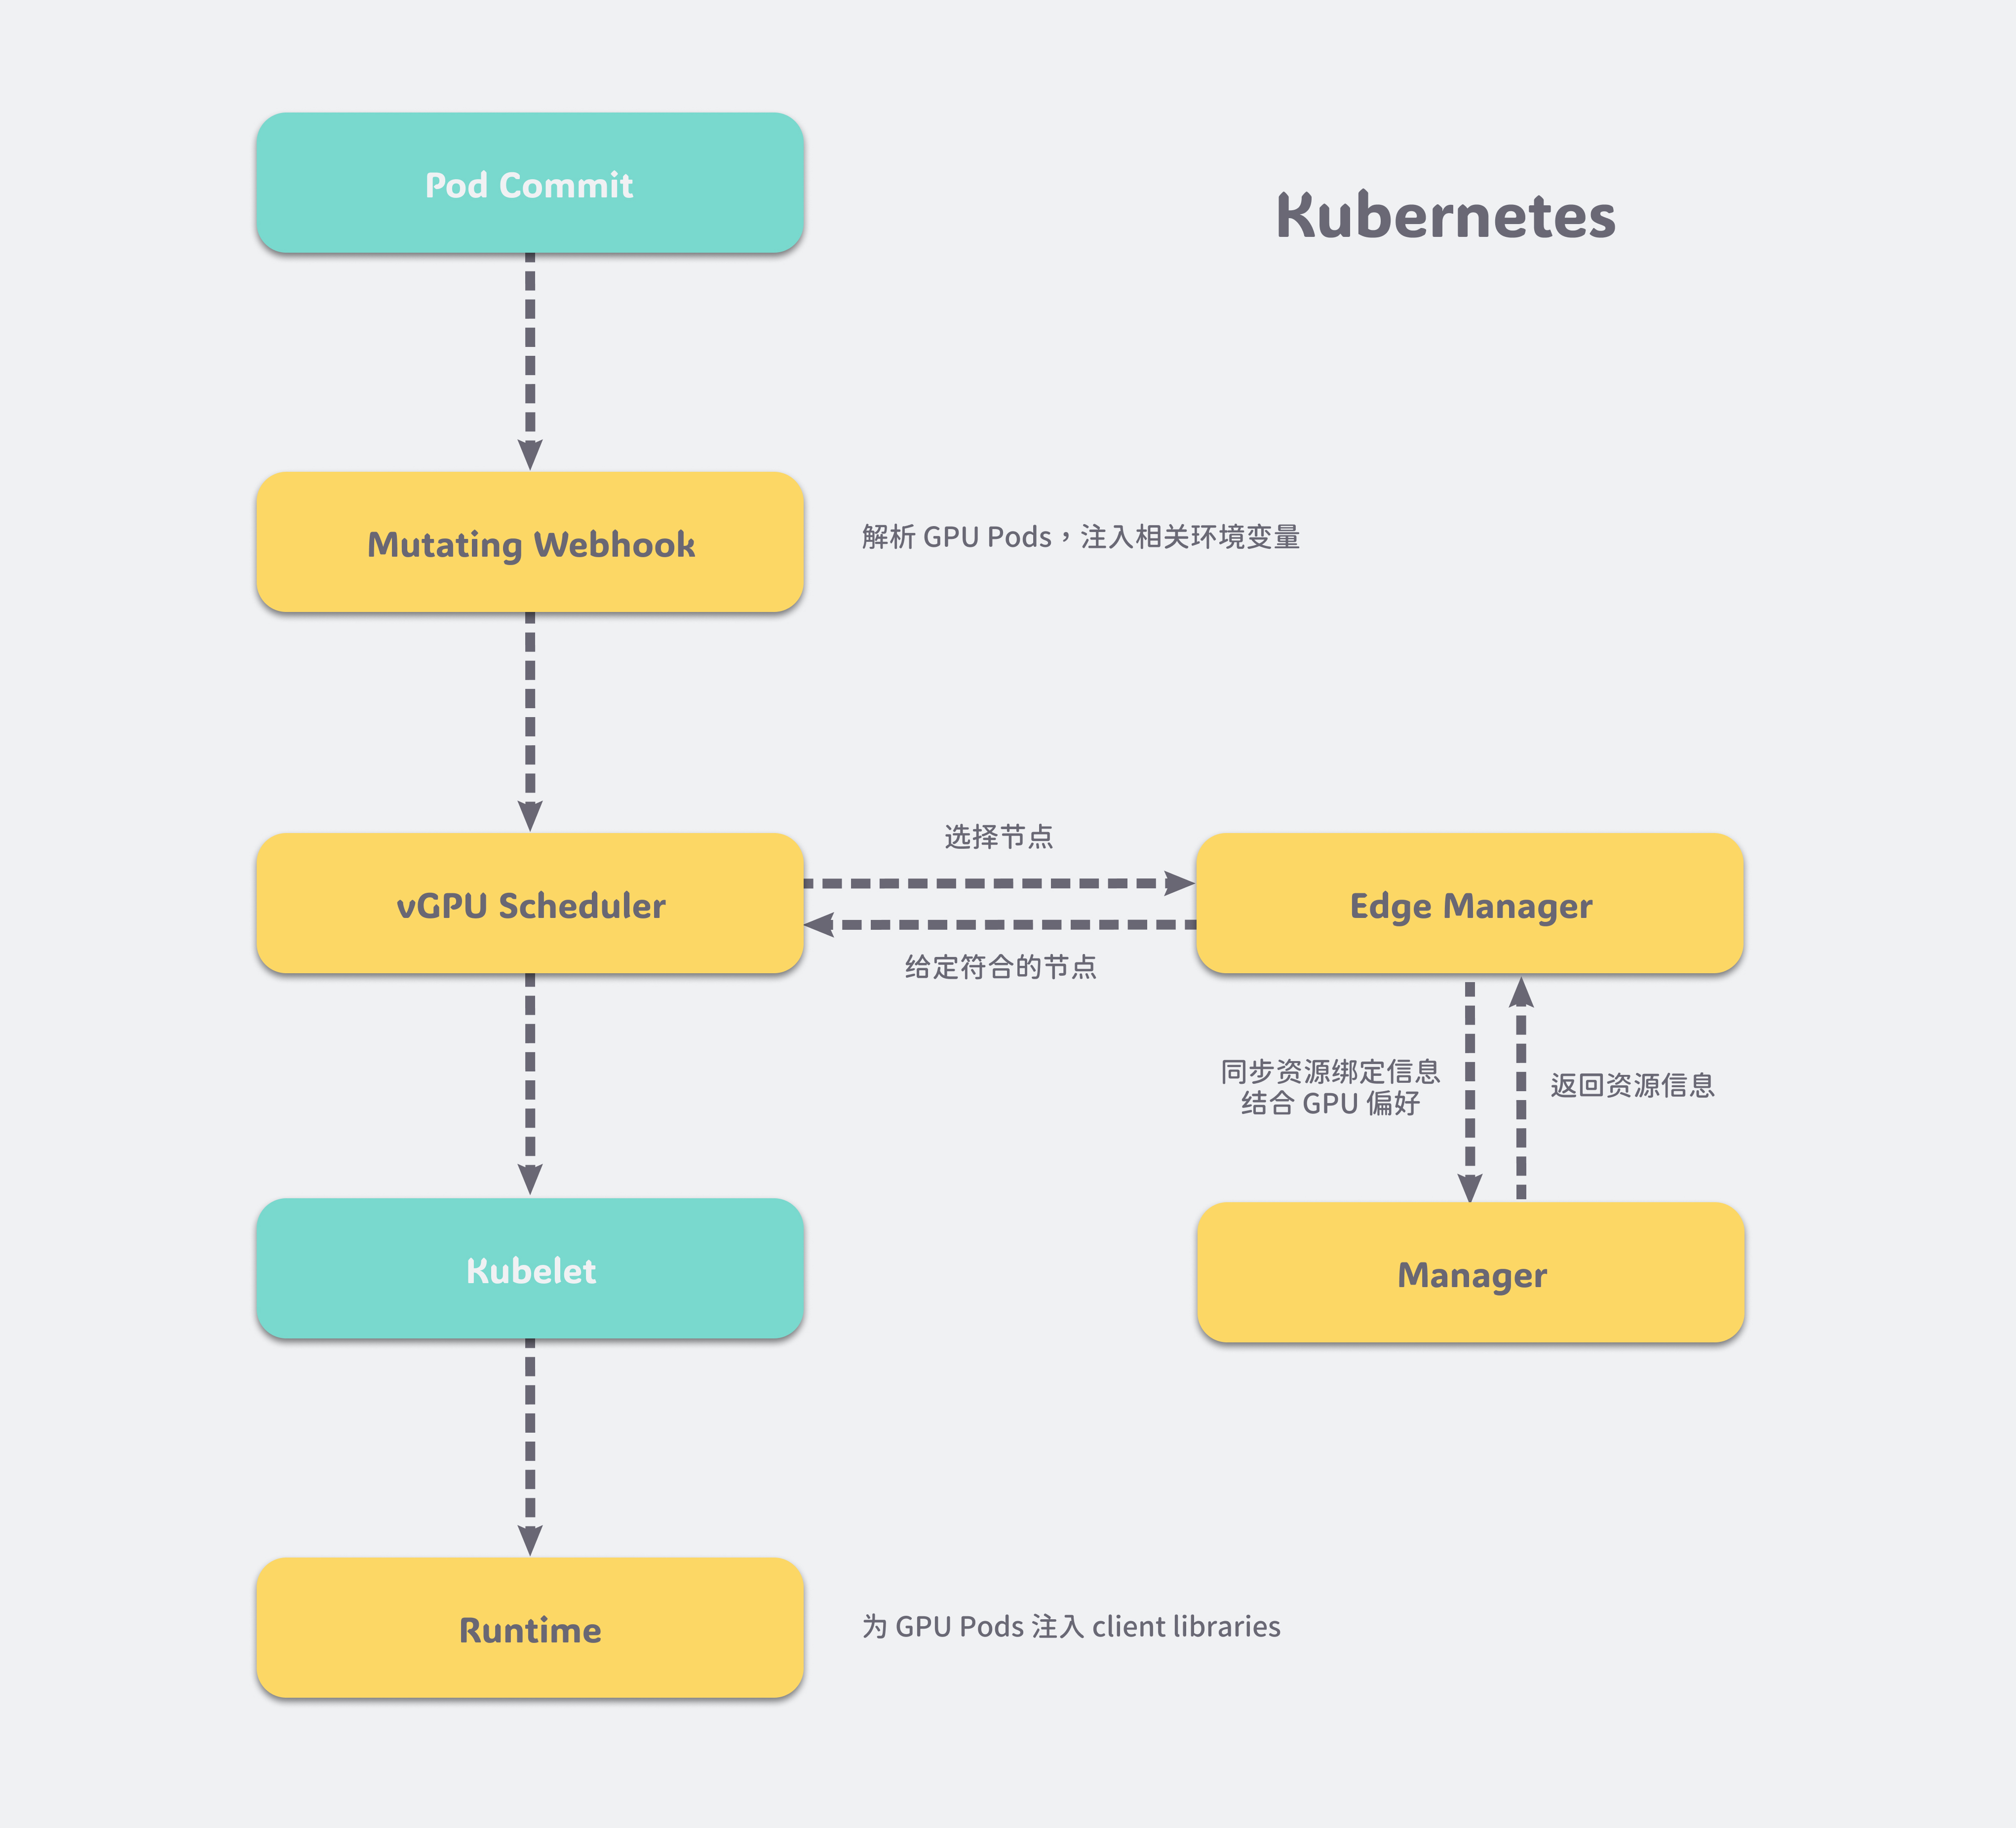 Pod Commit
Kubernetes
Mutating Webhook
解析 GPU Pods，注入相关环境变量
选择节点
vGPU Scheduler
Edge Manager
给定符合的节点
同步资源绑定信息
结合 GPU 偏好
返回资源信息
Kubelet
Manager
Runtime
为 GPU Pods 注入 client libraries